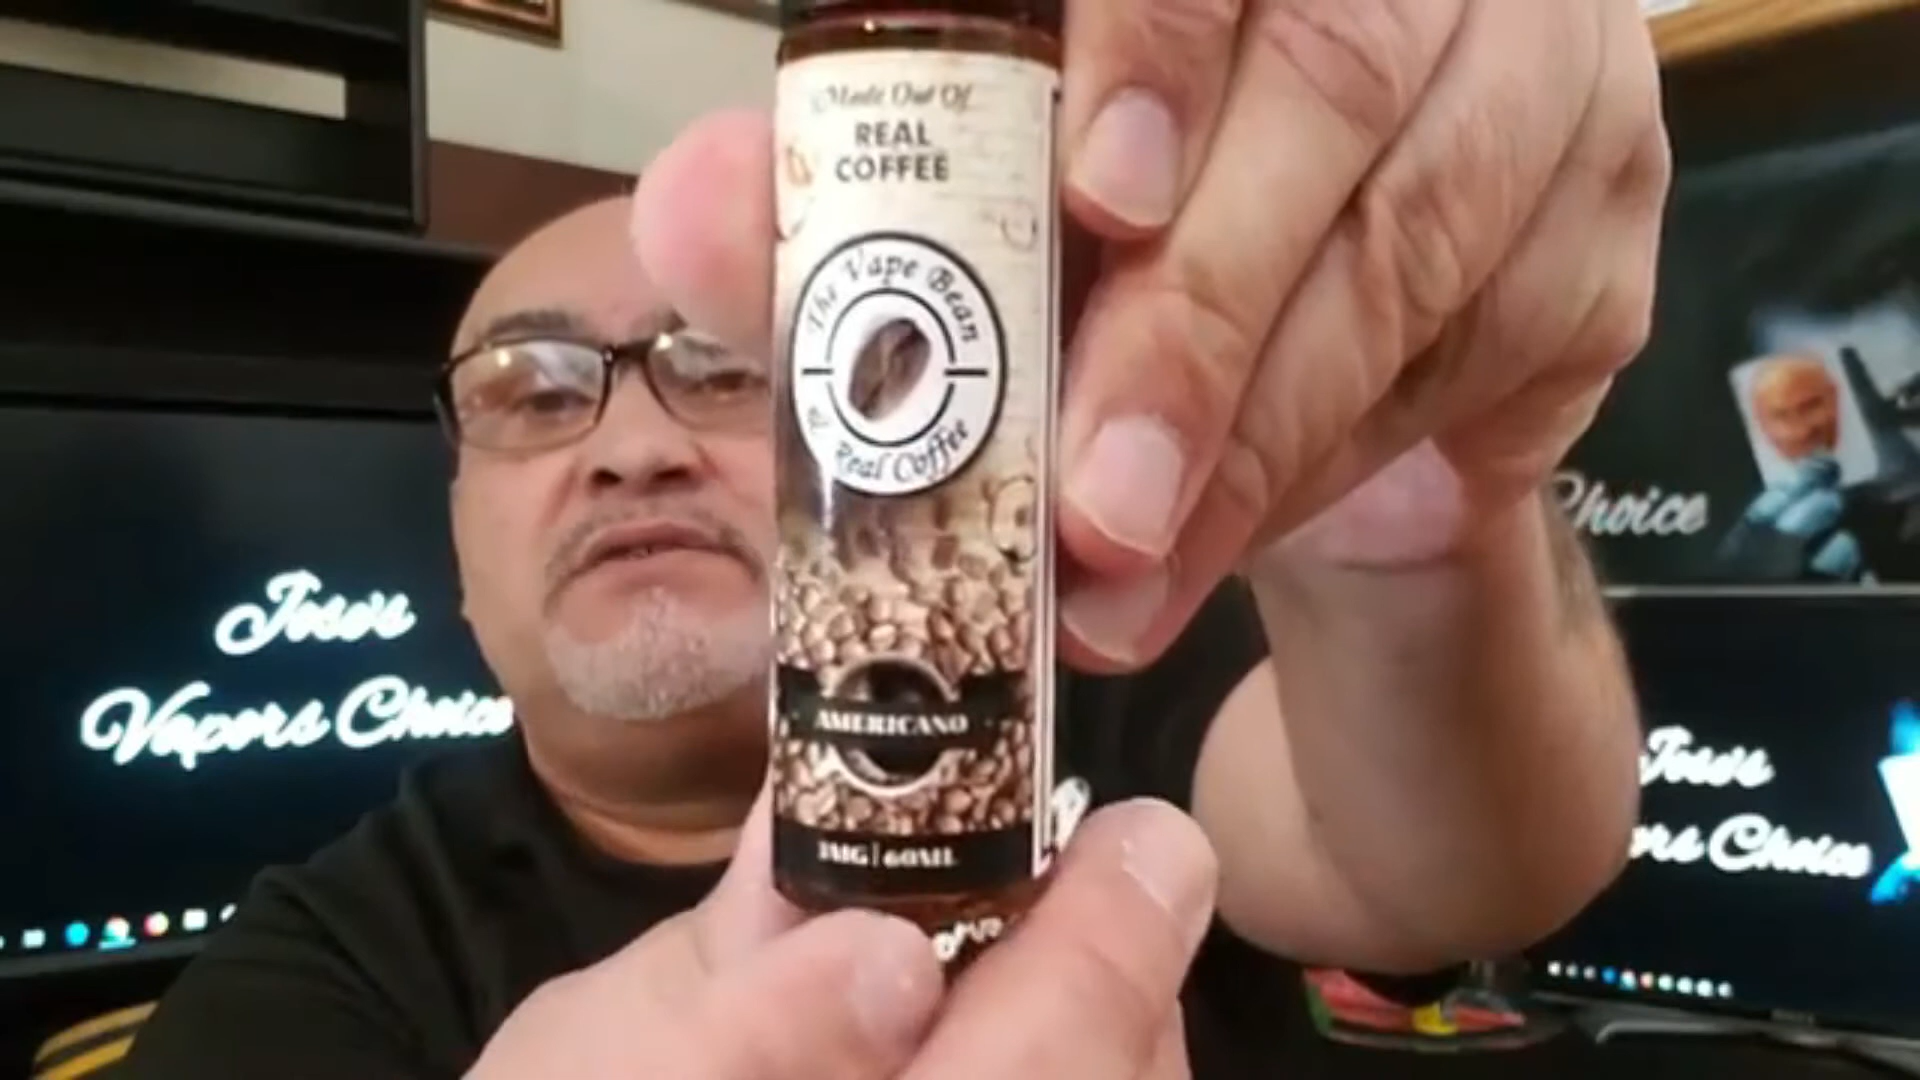 Made Out Of
REAL
COFFEE
The Vape Bean
Real Coffee
AMERICANO
3MG | 60ML
Jose's
Vapors Choice
Choice
Jose's
ors Choice